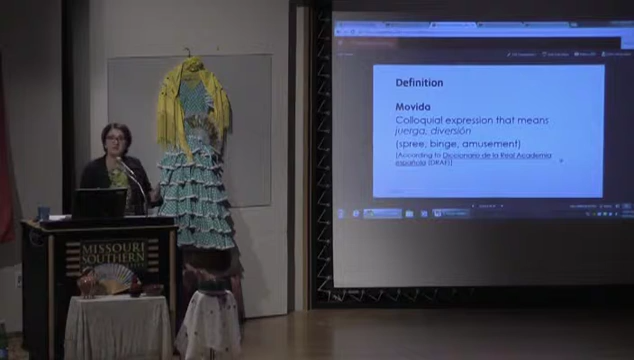 Definition
Movida
Colloquial expression that means
juerga, diversión
(spree, binge, amusement)
(According to Diccionario de la Real Academia
española (DRAE))
MISSOURI
SOUTHERN